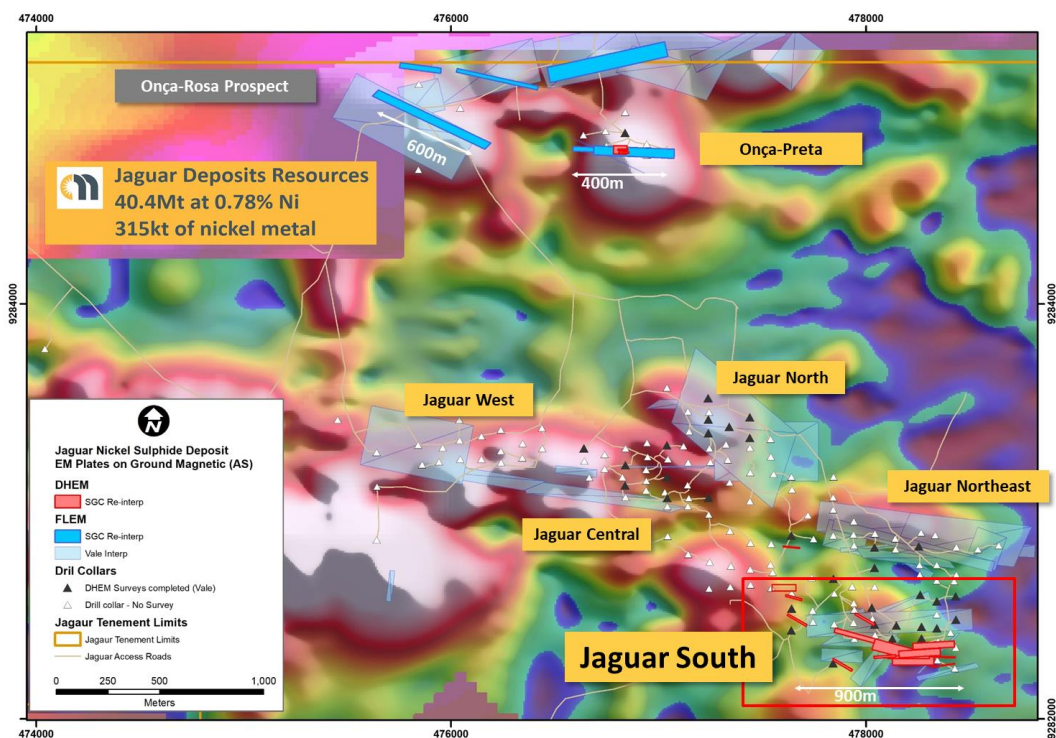 474000
476000
478000
Onça-Rosa Prospect
600m
Onça-Preta
400m
Jaguar Deposits Resources
40.4Mt at 0.78% Ni
315kt of nickel metal
9284000
9284000
Jaguar North
Jaguar West
Jaguar Northeast
Jaguar Central
Jaguar South
900m
N
Jaguar Nickel Sulphide Deposit
EM Plates on Ground Magnetic (AS)
DHEM
SGC Re-interp
FLEM
SGC Re-interp
Vale Interp
Dril Collars
DHEM Surveys completed (Vale)
Drill collar - No Survey
Jagaur Tenement Limits
Jagaur Tenement Limits
Jaguar Access Roads
0 250 500 1,000
Meters
9282000
474000
476000
478000